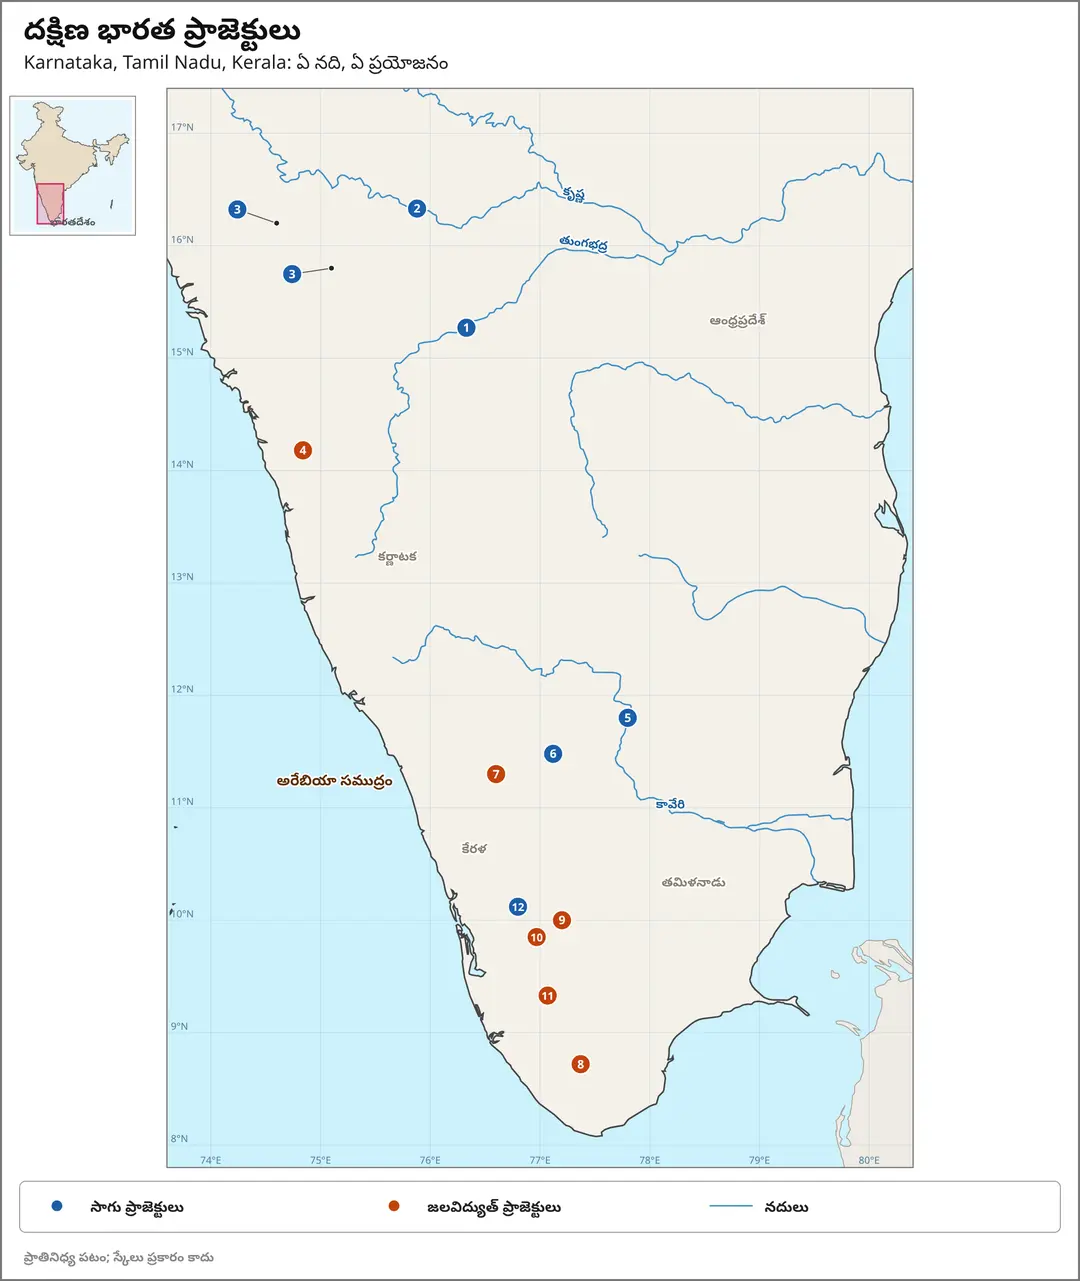 దక్షిణ భారత ప్రాజెక్టులు
Karnataka, Tamil Nadu, Kerala: ఏ నది, ఏ ప్రయోజనం
భారతదేశం
17°N
కృష్ణ
3
2
16°N
తుంగభద్ర
3
ఆంధ్రప్రదేశ్
1
15°N
4
14°N
కర్ణాటక
13°N
12°N
5
6
7
అరేబియా సముద్రం
11°N
కావేరి
కేరళ
తమిళనాడు
12
10°N
9
10
11
9°N
8
8°N
74°E 75°E 76°E 77°E 78°E 79°E 80°E
సాగు ప్రాజెక్టులు
జలవిద్యుత్ ప్రాజెక్టులు
నదులు
ప్రాతినిధ్య పటం; స్కేలు ప్రకారం కాదు